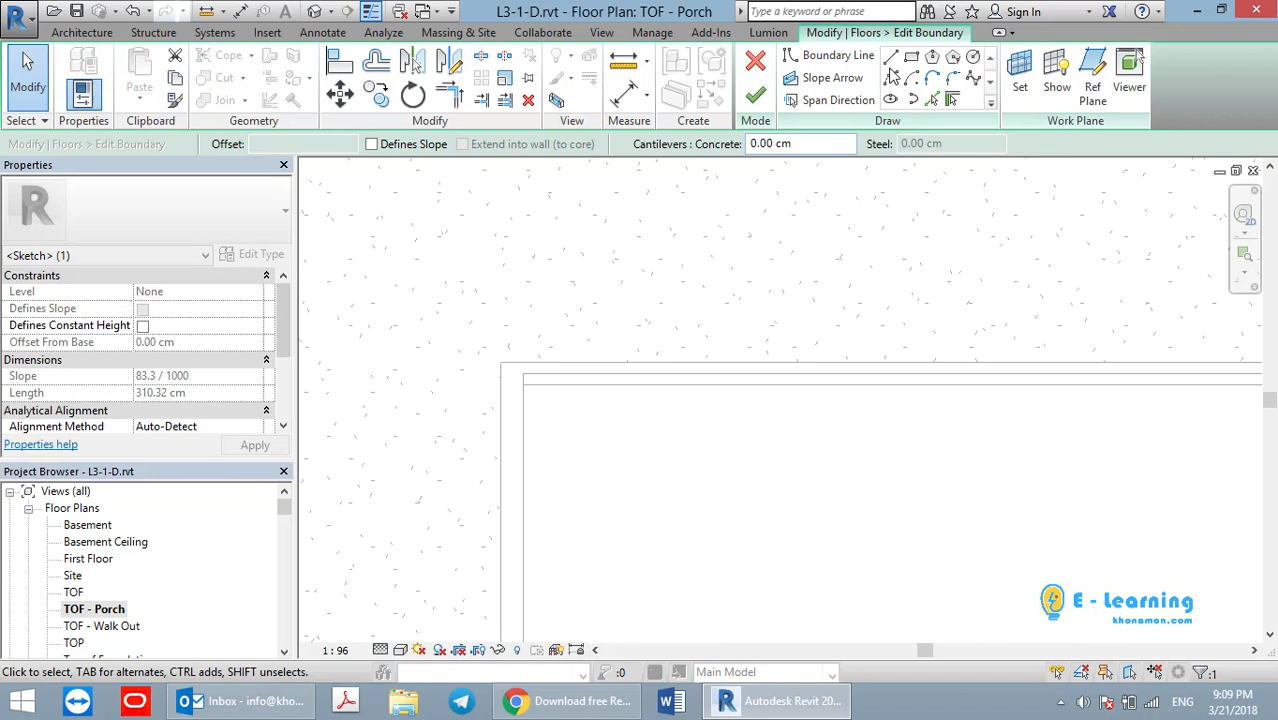 L3-1-D.rvt - Floor Plan: TOF - Porch
Type a keyword or phrase
Sign In
Architecture Structure Systems Insert Annotate Analyze Massing & Site Collaborate View Manage Add-Ins Lumion Modify | Floors > Edit Boundary
Modify
Paste
Cope
Cut
Join
Boundary Line
Slope Arrow
Span Direction
Set Show Ref Plane Viewer
Select Properties Clipboard Geometry Modify View Measure Create Mode Draw Work Plane
Modify | Floors > Edit Boundary Offset: Defines Slope Extend into wall (to core) Cantilevers : Concrete: 0.00 cm Steel: 0.00 cm
Properties
R
<Sketch> (1) Edit Type
Constraints
Level None
Defines Slope
Defines Constant Height
Offset From Base 0.00 cm
Dimensions
Slope 83.3 / 1000
Length 310.32 cm
Analytical Alignment
Alignment Method Auto-Detect
Properties help Apply
Project Browser - L3-1-D.rvt
Views (all)
Floor Plans
Basement
Basement Ceiling
First Floor
Site
TOF
TOF - Porch
TOF - Walk Out
TOP
2D
E - Learning
khonamon.com
1 : 96
Click to select, TAB for alternates, CTRL adds, SHIFT unselects. :0 Main Model :1
Inbox - info@kho... Download free Re... Autodesk Revit 20... ENG 9:09 PM
3/21/2018